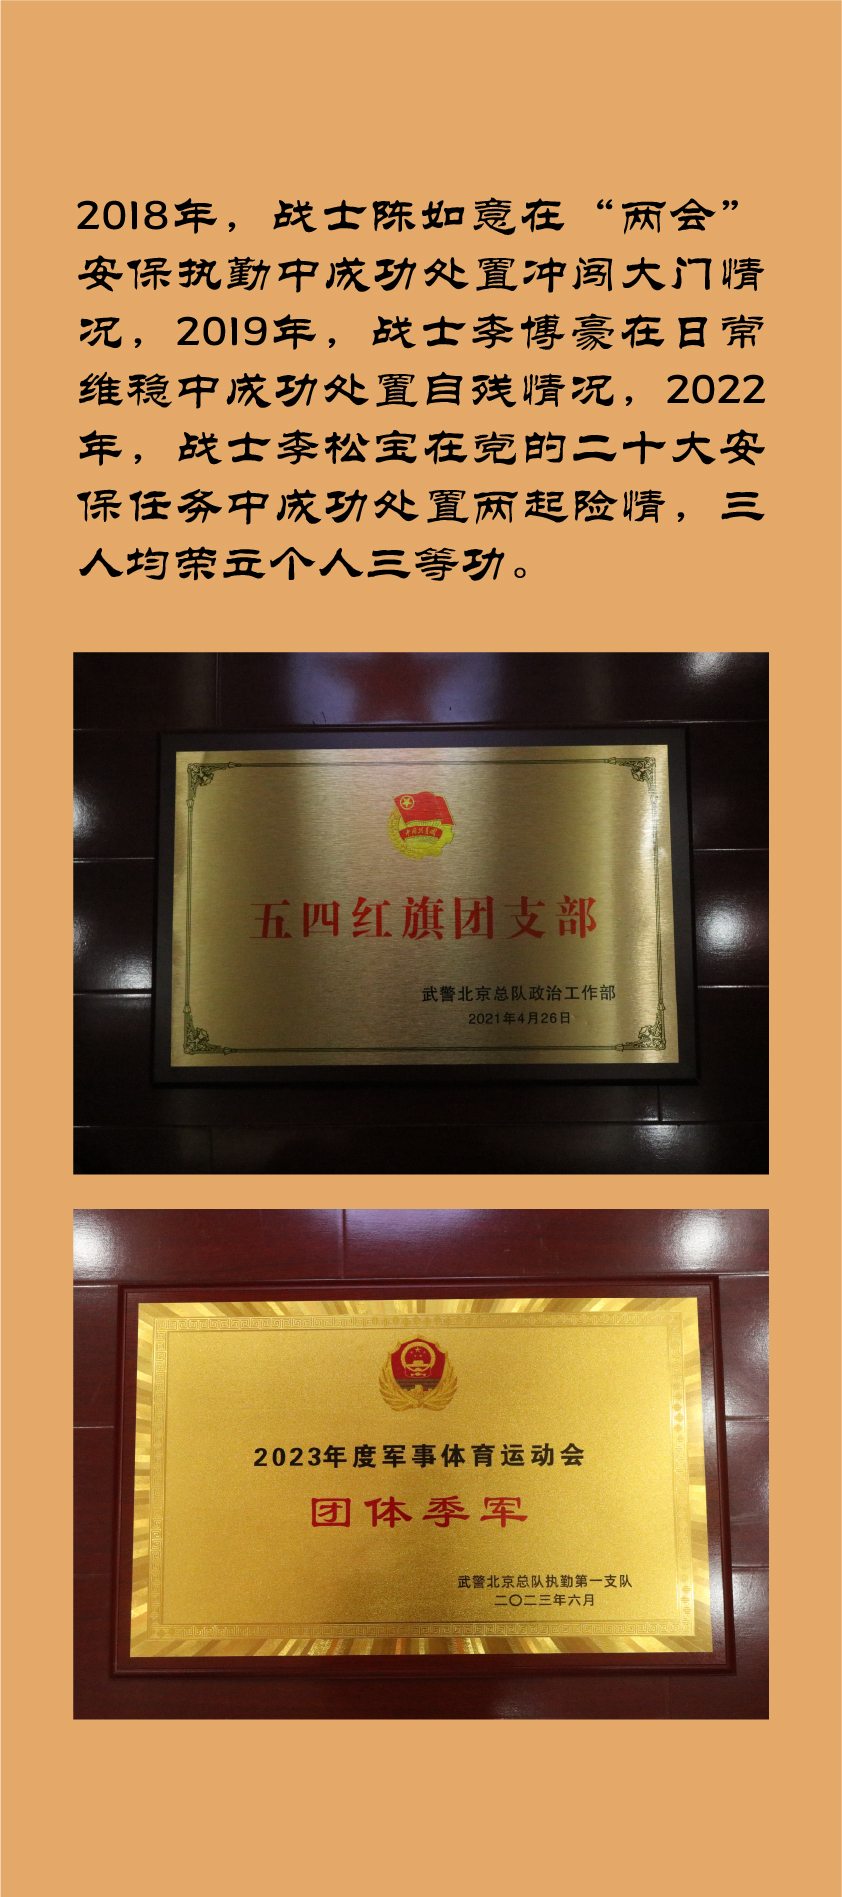 2018年，战士陈如意在“两会”
安保执勤中成功处置冲闯大门情
况，2019年，战士李博豪在日常
维稳中成功处置自残情况，2022
年，战士李松宝在党的二十大安
保任务中成功处置两起险情，三
人均荣立个人三等功。
中国共青团
五四红旗团支部
武警北京总队政治工作部
2021年4月26日
2023年度军事体育运动会
团体季军
武警北京总队执勤第一支队
二〇二三年六月